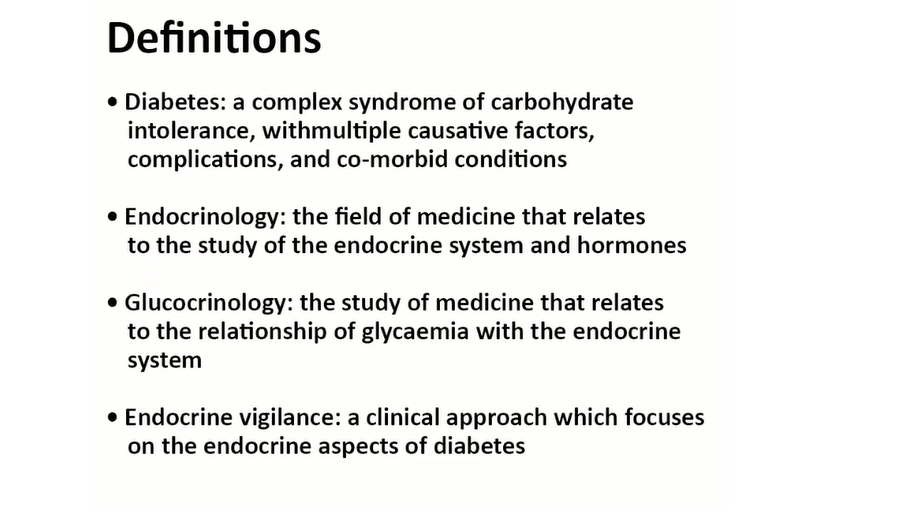 Definitions
• Diabetes: a complex syndrome of carbohydrate
intolerance, withmultiple causative factors,
complications, and co-morbid conditions
• Endocrinology: the field of medicine that relates
to the study of the endocrine system and hormones
• Glucocrinology: the study of medicine that relates
to the relationship of glycaemia with the endocrine
system
• Endocrine vigilance: a clinical approach which focuses
on the endocrine aspects of diabetes